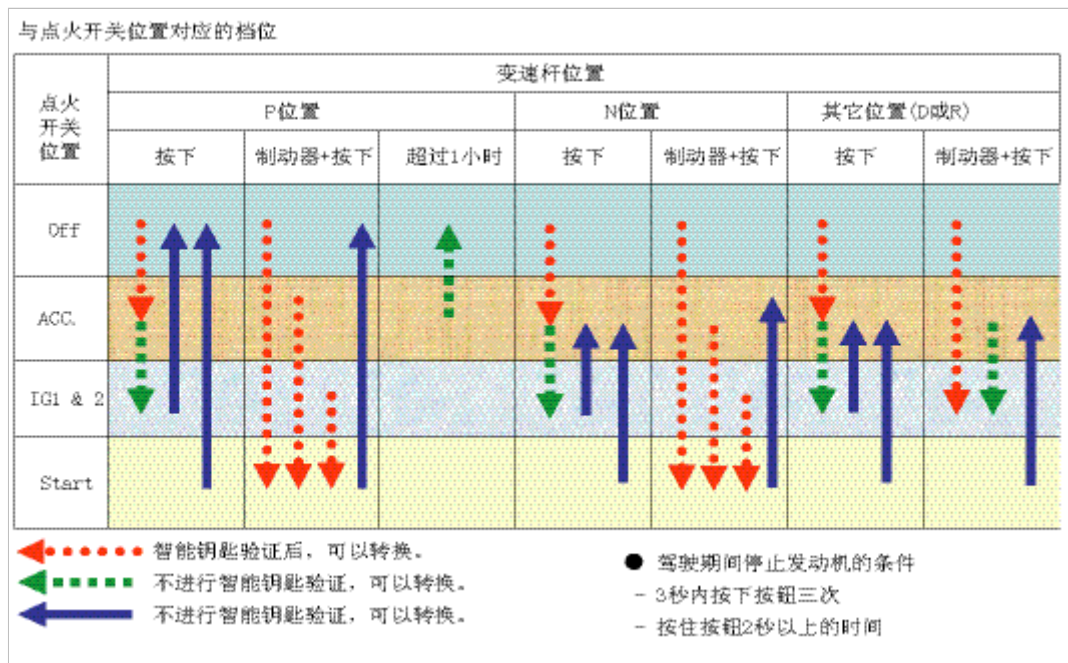 与点火开关位置对应的档位
点火
开关
位置
变速杆位置
P位置
N位置
其它位置(D或R)
按下
制动器+按下
超过1小时
按下
制动器+按下
按下
制动器+按下
Off
ACC.
IG1 & 2
Start
智能钥匙验证后，可以转换。
不进行智能钥匙验证，可以转换。
不进行智能钥匙验证，可以转换。
● 驾驶期间停止发动机的条件
- 3秒内按下按钮三次
- 按住按钮2秒以上的时间